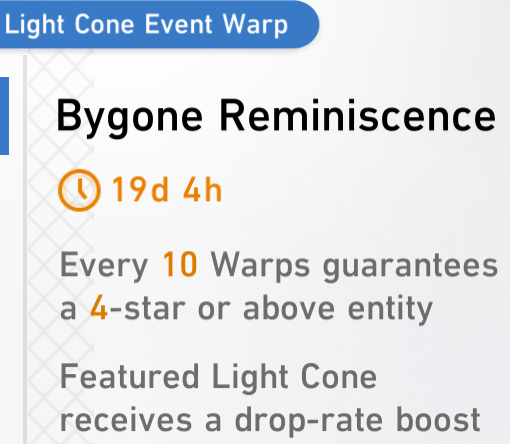 Light Cone Event Warp
Bygone Reminiscence
19d 4h
Every 10 Warps guarantees
a 4-star or above entity
Featured Light Cone
receives a drop-rate boost